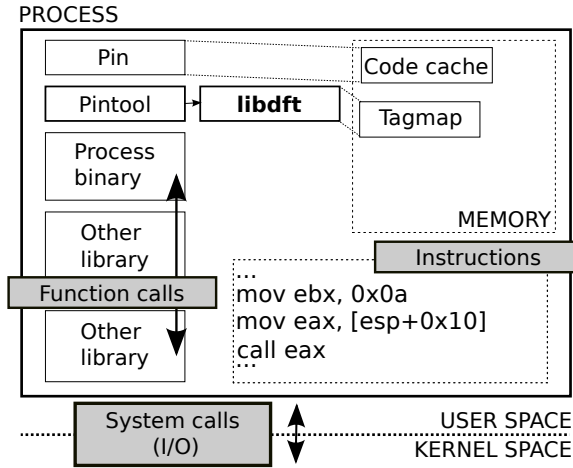 PROCESS
Pin
Code cache
Pintool
libdft
Tagmap
Process
binary
MEMORY
Other
library
Instructions
...
mov ebx, 0x0a
mov eax, [esp+0x10]
call eax
...
Function calls
Other
library
System calls
(I/O)
USER SPACE
KERNEL SPACE